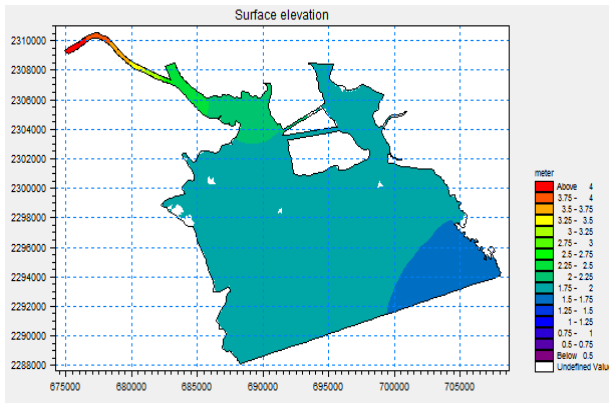 Surface elevation
2310000
2308000
2306000
2304000
2302000
2300000
2298000
2296000
2294000
2292000
2290000
2288000
675000 680000 685000 690000 695000 700000 705000
meter
Above 4
3.75 - 4
3.5 - 3.75
3.25 - 3.5
3 - 3.25
2.75 - 3
2.5 - 2.75
2.25 - 2.5
2 - 2.25
1.75 - 2
1.5 - 1.75
1.25 - 1.5
1 - 1.25
0.75 - 1
0.5 - 0.75
Below 0.5
Undefined Value